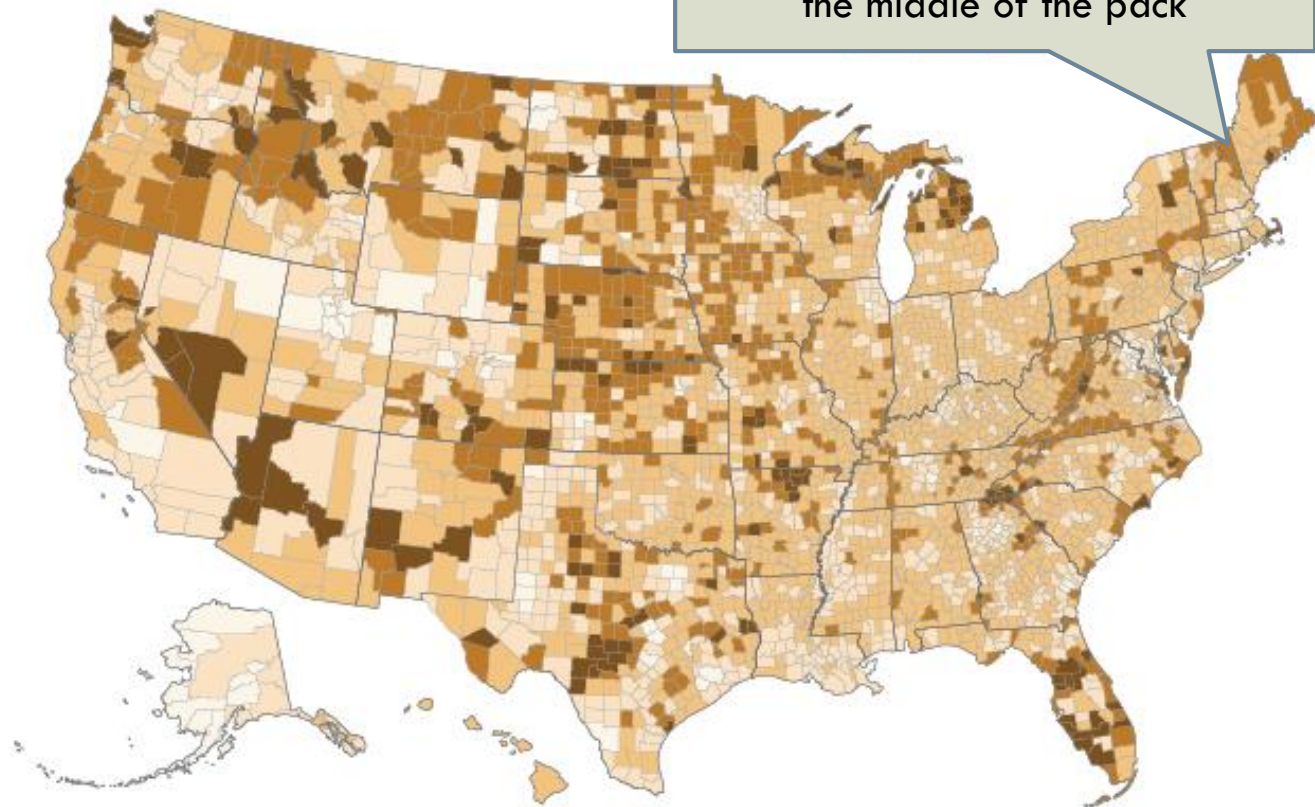 the middle of the pack